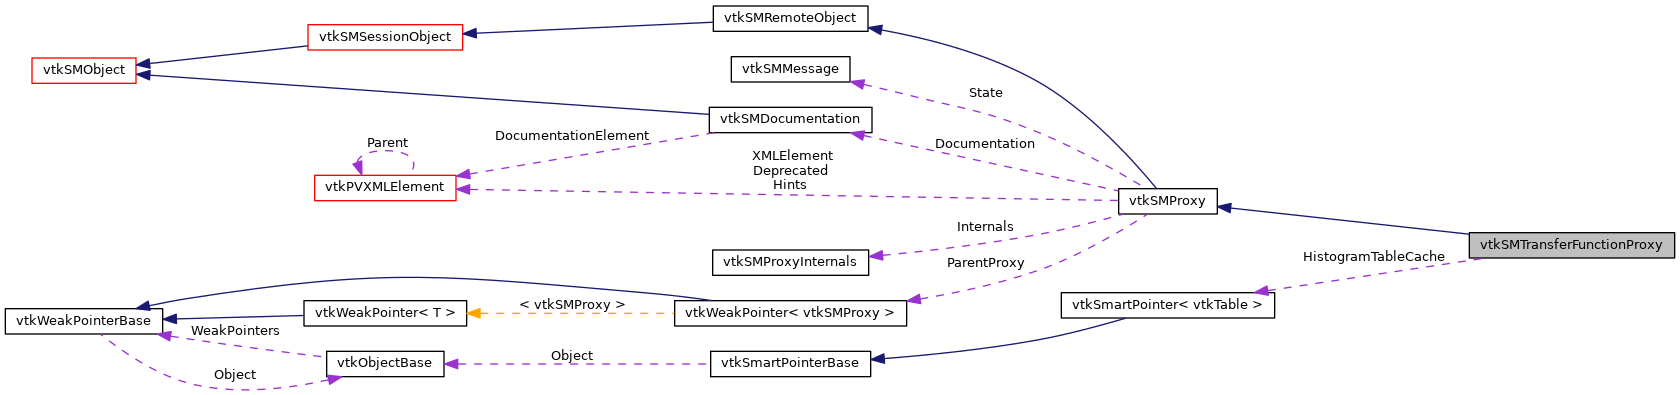 vtkSMRemoteObject
vtkSMSessionObject
vtkSMObject
vtkSMMessage
State
vtkSMDocumentation
DocumentationElement
Documentation
Parent
XMLElement
Deprecated
Hints
vtkPVXMLElement
vtkSMProxy
Internals
vtkSMTransferFunctionProxy
HistogramTableCache
vtkSMProxyInternals
ParentProxy
vtkSmartPointer< vtkTable >
< vtkSMProxy >
vtkWeakPointer< T >
vtkWeakPointer< vtkSMProxy >
vtkWeakPointerBase
WeakPointers
Object
vtkObjectBase
vtkSmartPointerBase
Object